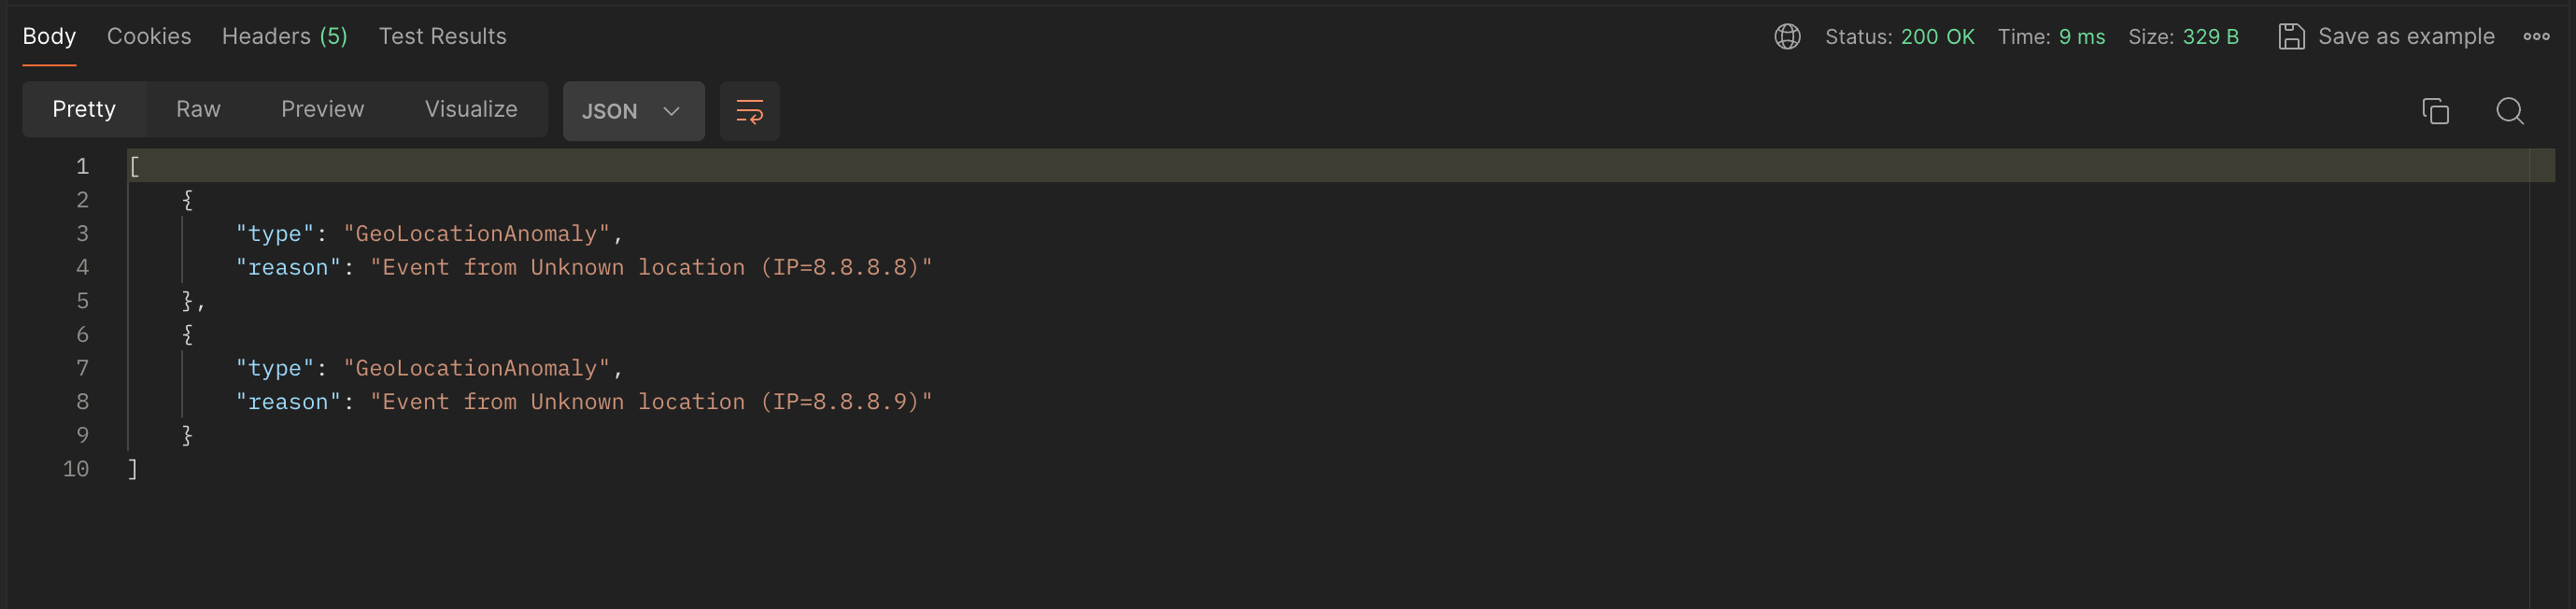 Body Cookies Headers (5) Test Results Status: 200 OK Time: 9 ms Size: 329 B Save as example
Pretty Raw Preview Visualize JSON
1 [
2 {
3 "type": "GeoLocationAnomaly",
4 "reason": "Event from Unknown location (IP=8.8.8.8)"
5 },
6 {
7 "type": "GeoLocationAnomaly",
8 "reason": "Event from Unknown location (IP=8.8.8.9)"
9 }
10 ]